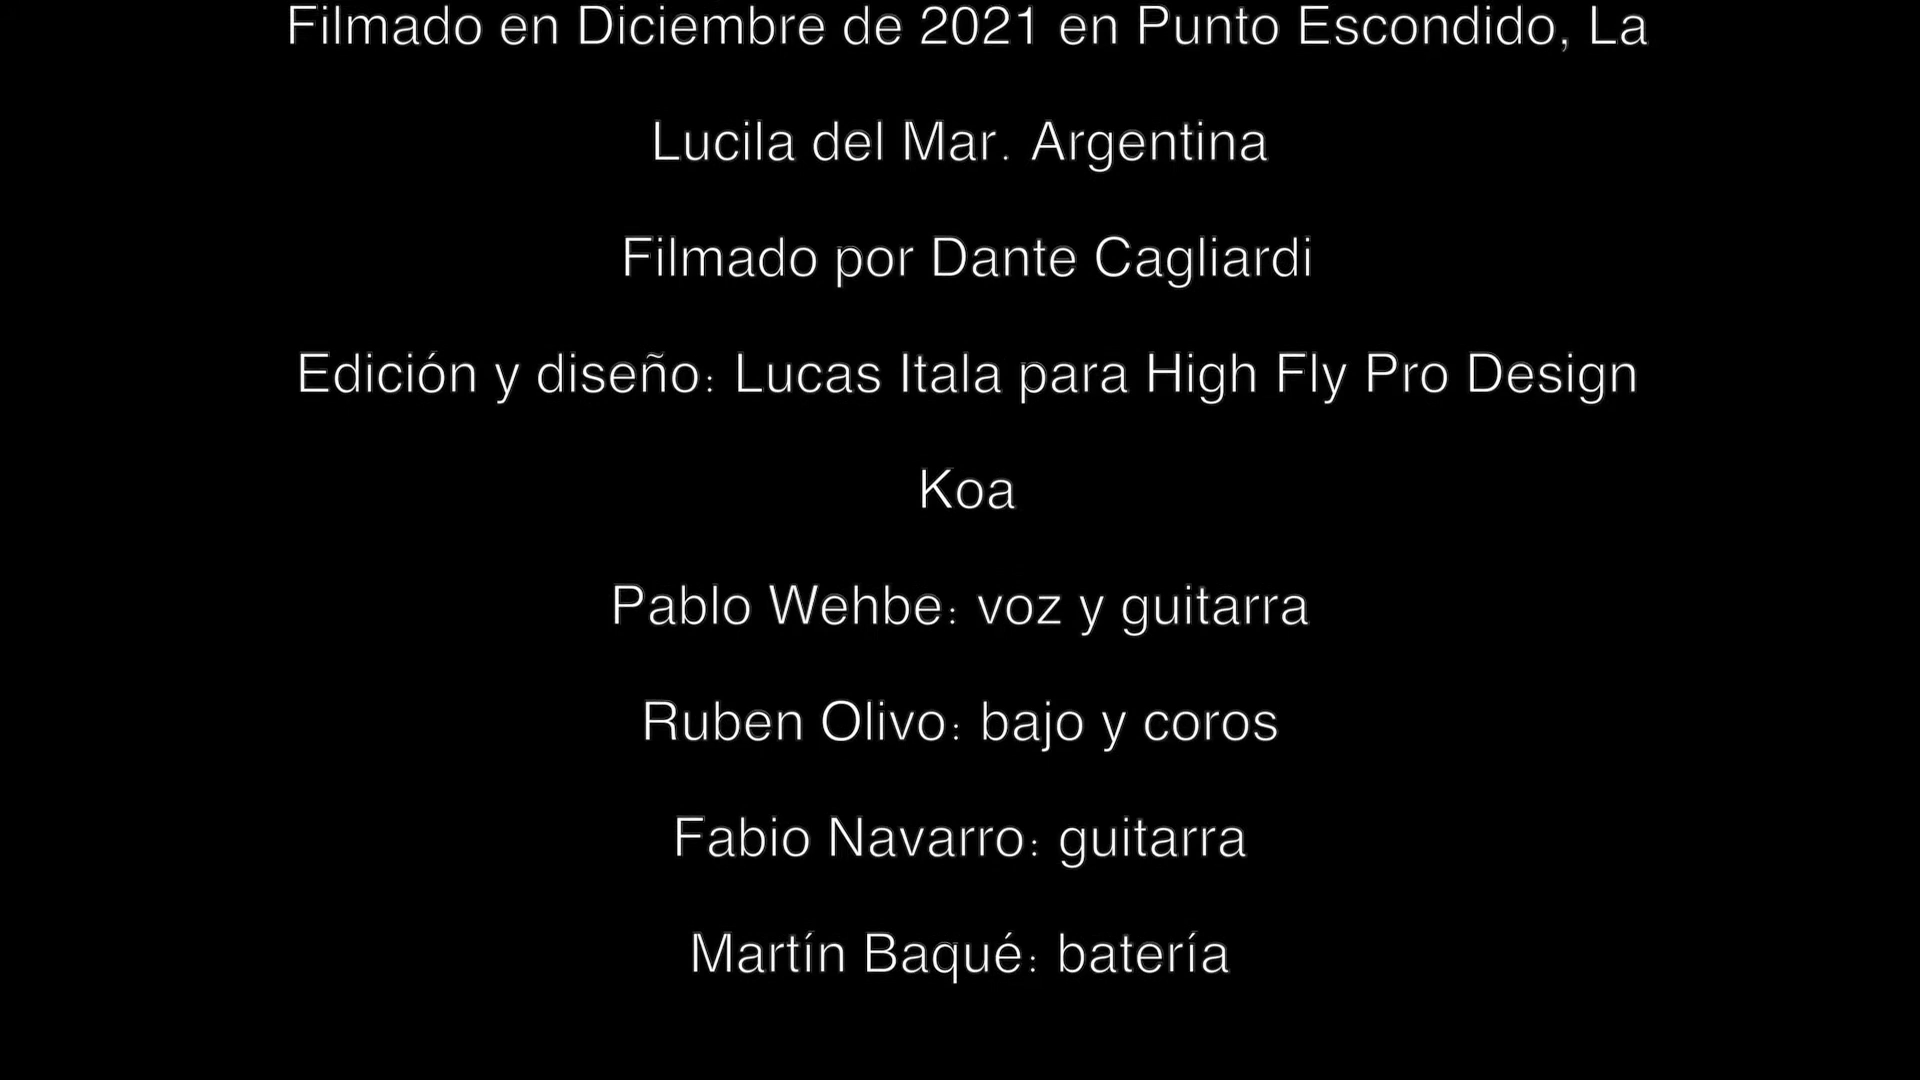 Filmado en Diciembre de 2021 en Punto Escondido, La
Lucila del Mar. Argentina
Filmado por Dante Cagliardi
Edición y diseño: Lucas Itala para High Fly Pro Design
Koa
Pablo Wehbe: voz y guitarra
Ruben Olivo: bajo y coros
Fabio Navarro: guitarra
Martín Baqué: batería